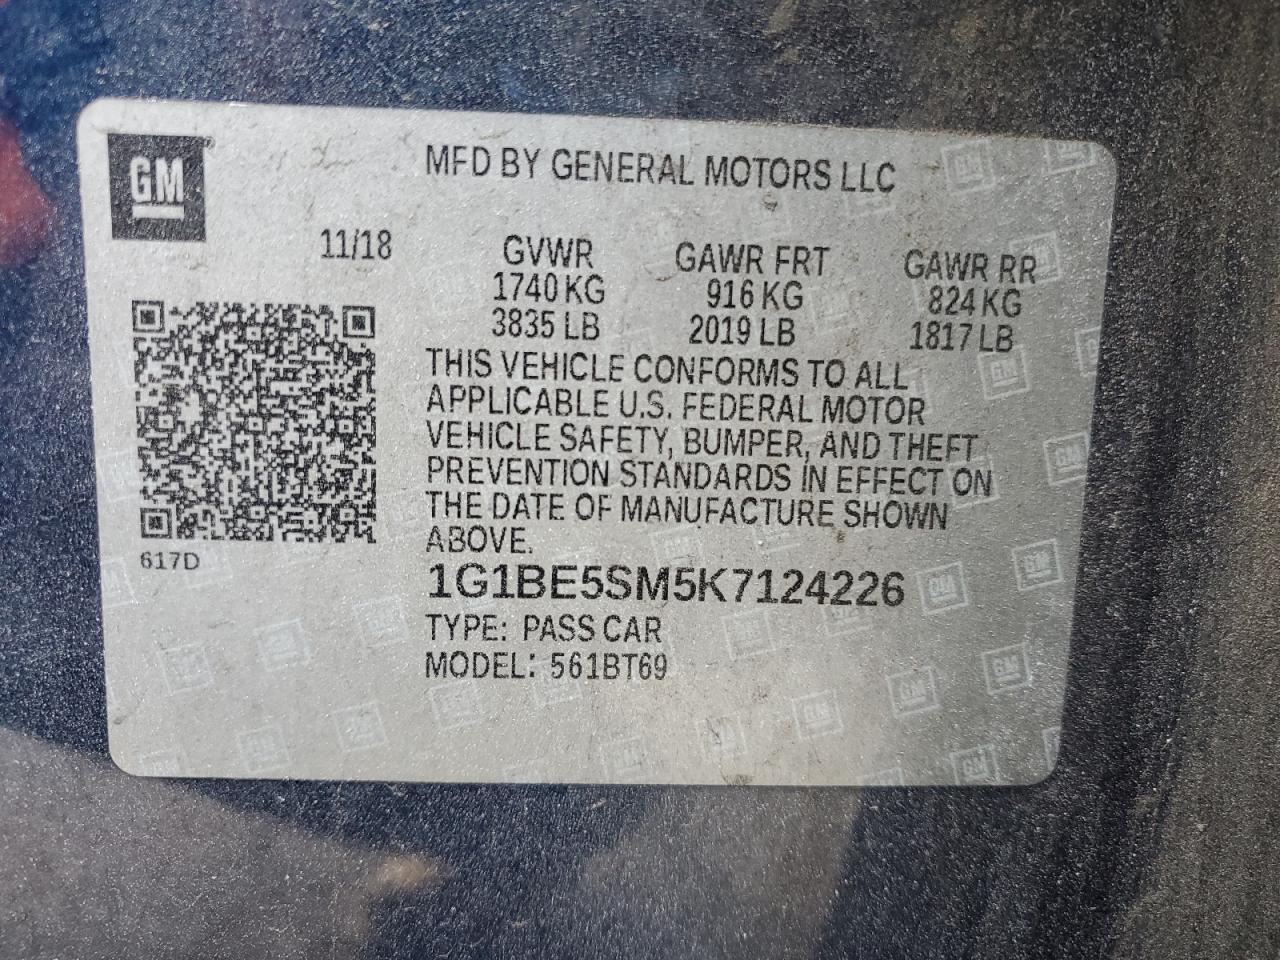 GM
MFD BY GENERAL MOTORS LLC
11/18
GVWR GAWR FRT GAWR RR
1740 KG 916 KG 824 KG
3835 LB 2019 LB 1817 LB
THIS VEHICLE CONFORMS TO ALL
APPLICABLE U.S. FEDERAL MOTOR
VEHICLE SAFETY, BUMPER, AND THEFT
PREVENTION STANDARDS IN EFFECT ON
THE DATE OF MANUFACTURE SHOWN
ABOVE.
617D
1G1BE5SM5K7124226
TYPE: PASS CAR
MODEL: 561BT69